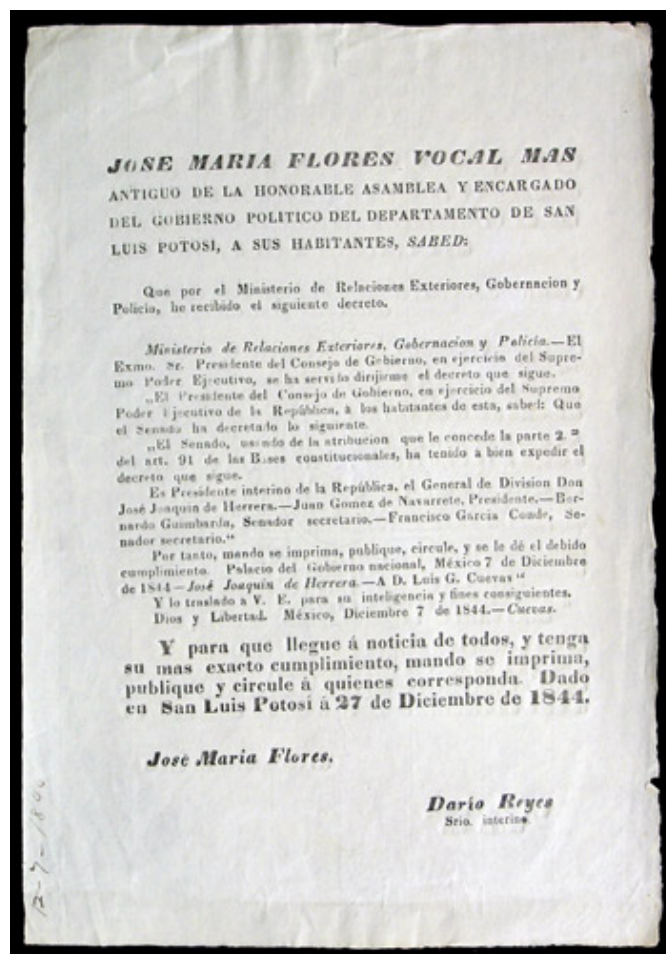 JOSE MARIA FLORES VOCAL MAS
ANTIGUO DE LA HONORABLE ASAMBLEA Y ENCARGADO
DEL GOBIERNO POLITICO DEL DEPARTAMENTO DE SAN
LUIS POTOSI, A SUS HABITANTES, SABED:
Que por el Ministerio de Relaciones Exteriores, Gobernacion y
Policia, he recibido el siguiente decreto.
Ministerio de Relaciones Exteriores, Gobernacion y Policía.—El
Exmo. Sr. Presidente del Consejo de Gobierno, en ejercicio del Supre-
mo Poder Ejecutivo, se ha servido dirijirme el decreto que sigue.
„El Presidente del Consejo de Gobierno, en ejercicio del Supremo
Poder Ejecutivo de la República, á los habitantes de esta, sabed: Que
el Senado ha decretado lo siguiente.
„El Senado, usando de la atribucion que le concede la parte 2.ª
del art. 91 de las Bases constitucionales, ha tenido á bien expedir el
decreto que sigue.
Es Presidente interino de la República, el General de Division Don
José Joaquin de Herrera.—Juan Gomez de Navarrete, Presidente.—Ber-
nardo Guimbarda, Senador secretario.—Francisco García Conde, Se-
nador secretario.“
Por tanto, mando se imprima, publique, circule, y se le dé el debido
cumplimiento. Palacio del Gobierno nacional, México 7 de Diciembre
de 1844—José Joaquin de Herrera.—A D. Luis G. Cuevas“
Y lo traslado a V. E. para su inteligencia y fines consiguientes.
Dios y Libertad. México, Diciembre 7 de 1844.—Cuevas.
Y para que llegue á noticia de todos, y tenga
su mas exacto cumplimiento, mando se imprima,
publique y circule á quienes corresponda. Dado
en San Luis Potosí á 27 de Diciembre de 1844.
José Maria Flores.
Darío Reyes
Srio. interino.